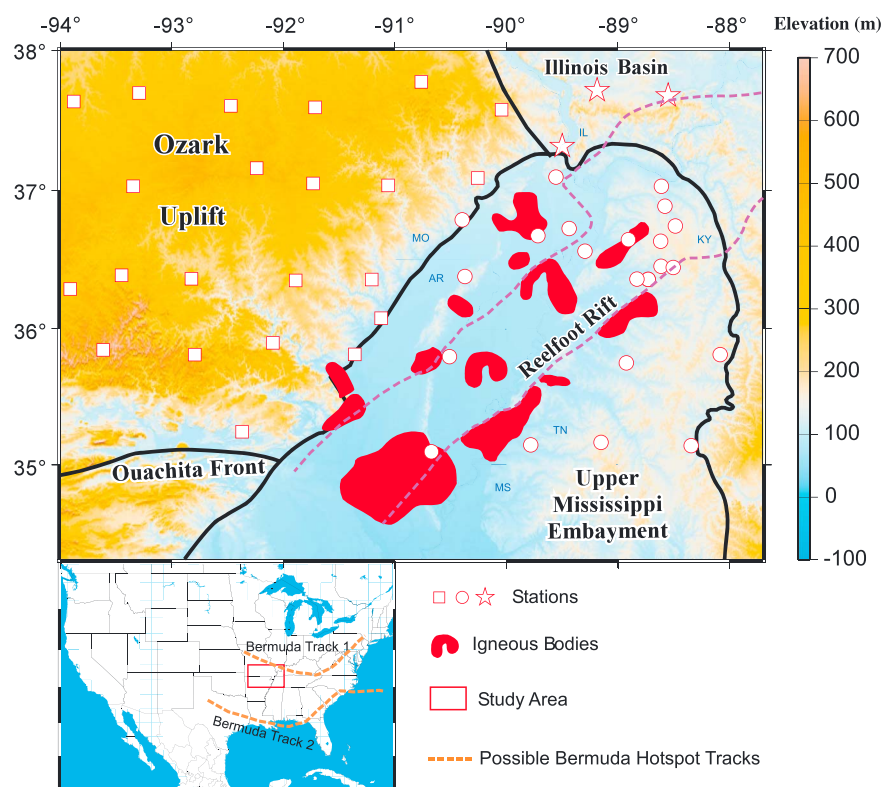 -94° -93° -92° -91° -90° -89° -88°
Elevation (m)
38°
37°
36°
35°
700
600
500
400
300
200
100
0
-100
Illinois Basin
IL
Ozark
Uplift
MO
KY
AR
Reelfoot Rift
TN
Ouachita Front
MS
Upper
Mississippi
Embayment
Bermuda Track 1
Bermuda Track 2
Stations
Igneous Bodies
Study Area
Possible Bermuda Hotspot Tracks